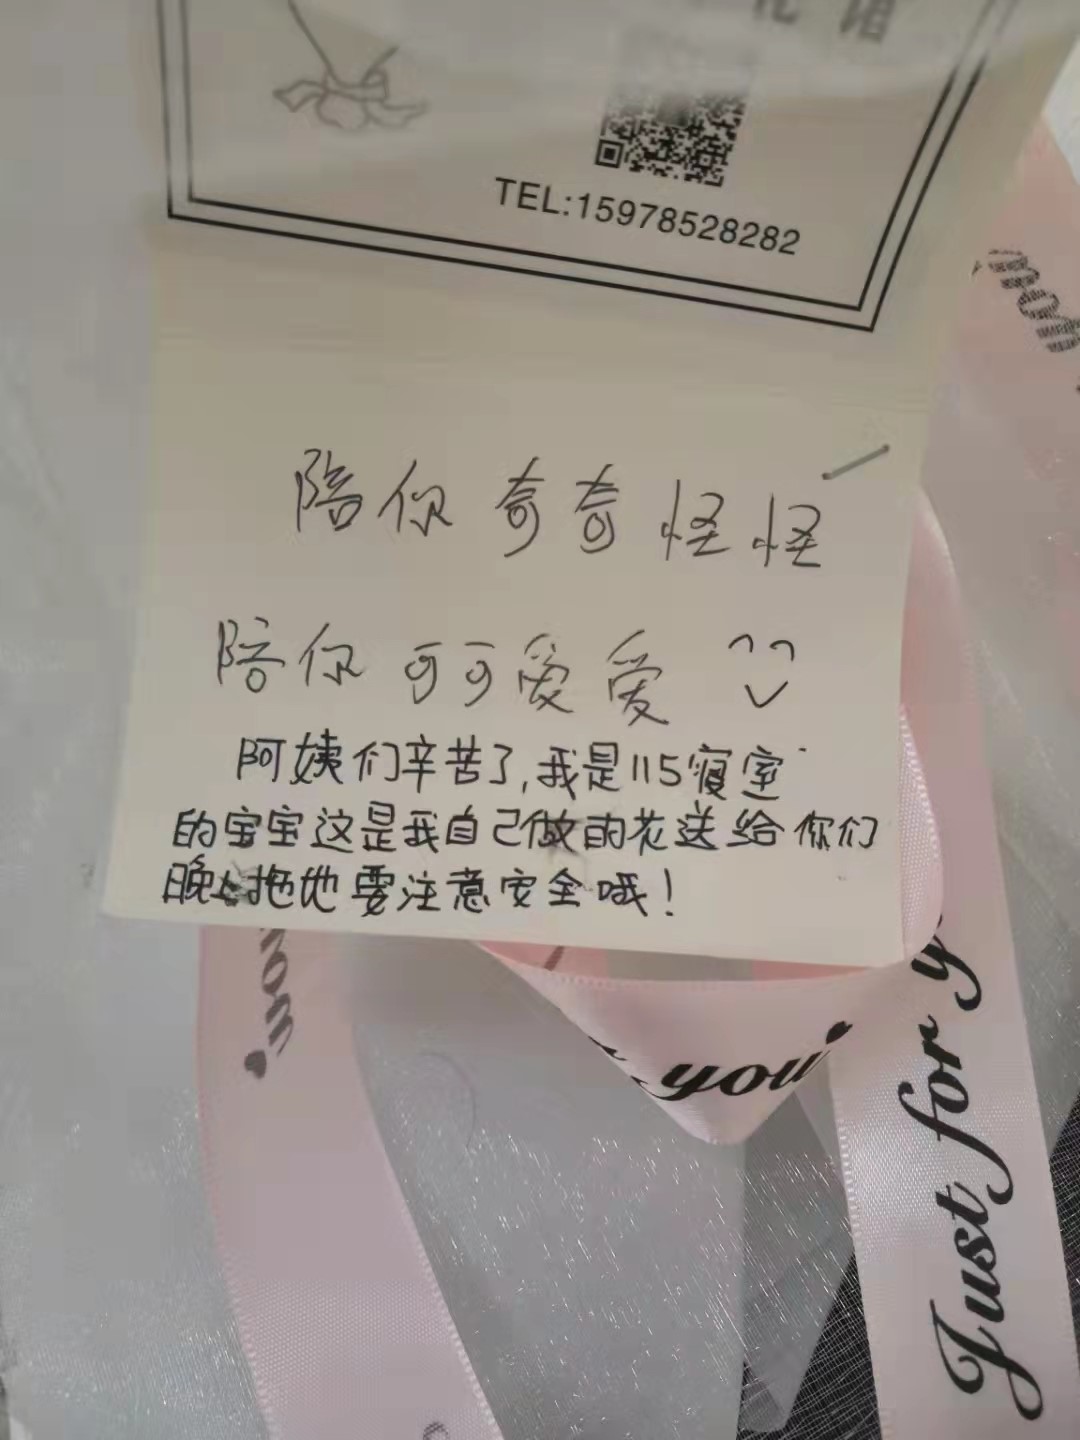 花馆
TEL:15978528282
陪你奇奇怪怪
陪你可可爱爱
阿姨们辛苦了,我是115寝室
的宝宝这是我自己做的花送给你们
晚上拖地要注意安全哦!
you
Just for y